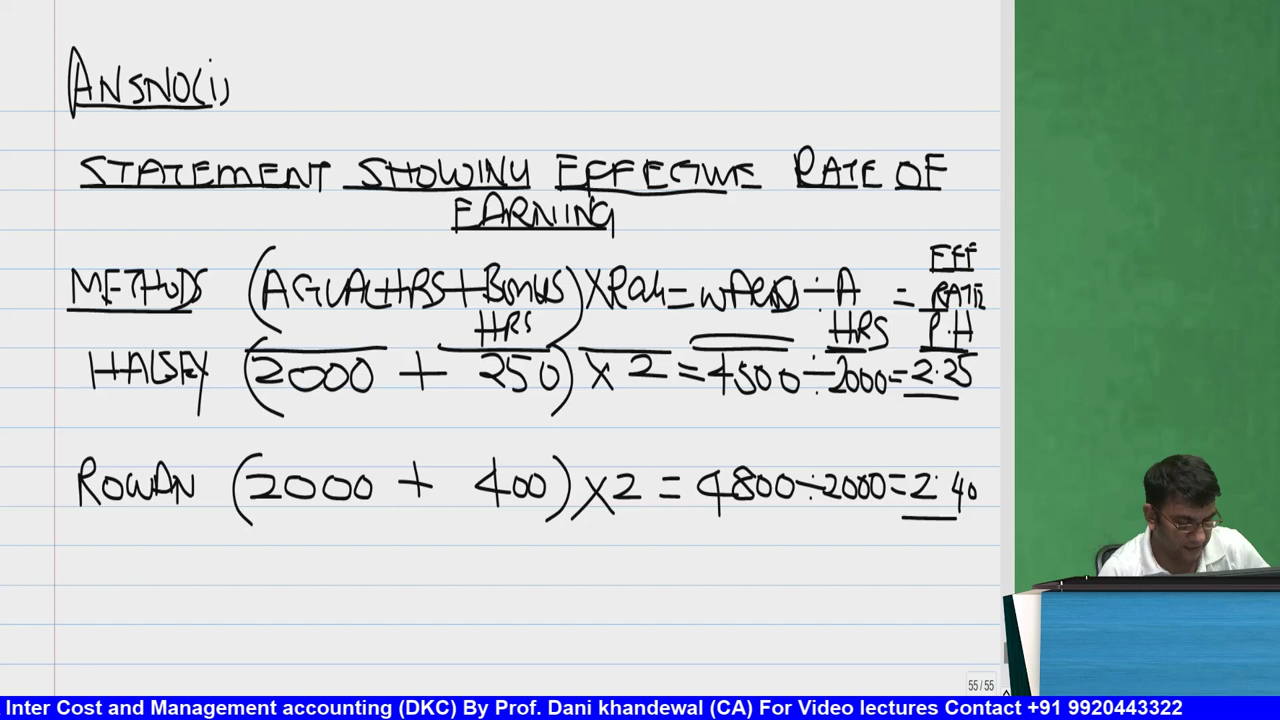 ANSNO(i)
STATEMENT SHOWING EFFECTIVE RATE OF
EARNING
METHODS (ACTUAL HRS + BONUS HRS) X Rate = WAGES ÷ A HRS = EFF RATE P.H
HALSEY (2000 + 250) X 2 = 4500 ÷ 2000 = 2.25
ROWAN (2000 + 400) X 2 = 4800 ÷ 2000 = 2.40
55 / 55
Inter Cost and Management accounting (DKC) By Prof. Dani khandewal (CA) For Video lectures Contact +91 9920443322